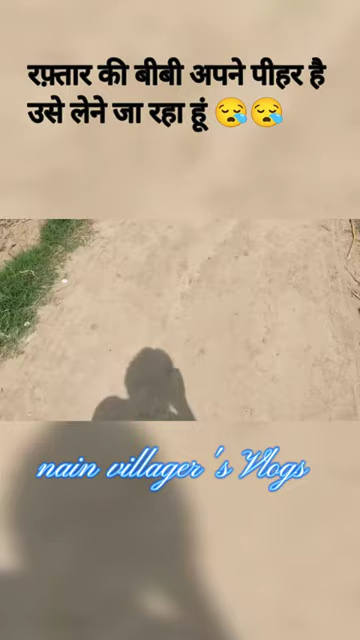 रफ़्तार की बीबी अपने पीहर है
उसे लेने जा रहा हूं 😪😪
nain villager's Vlogs